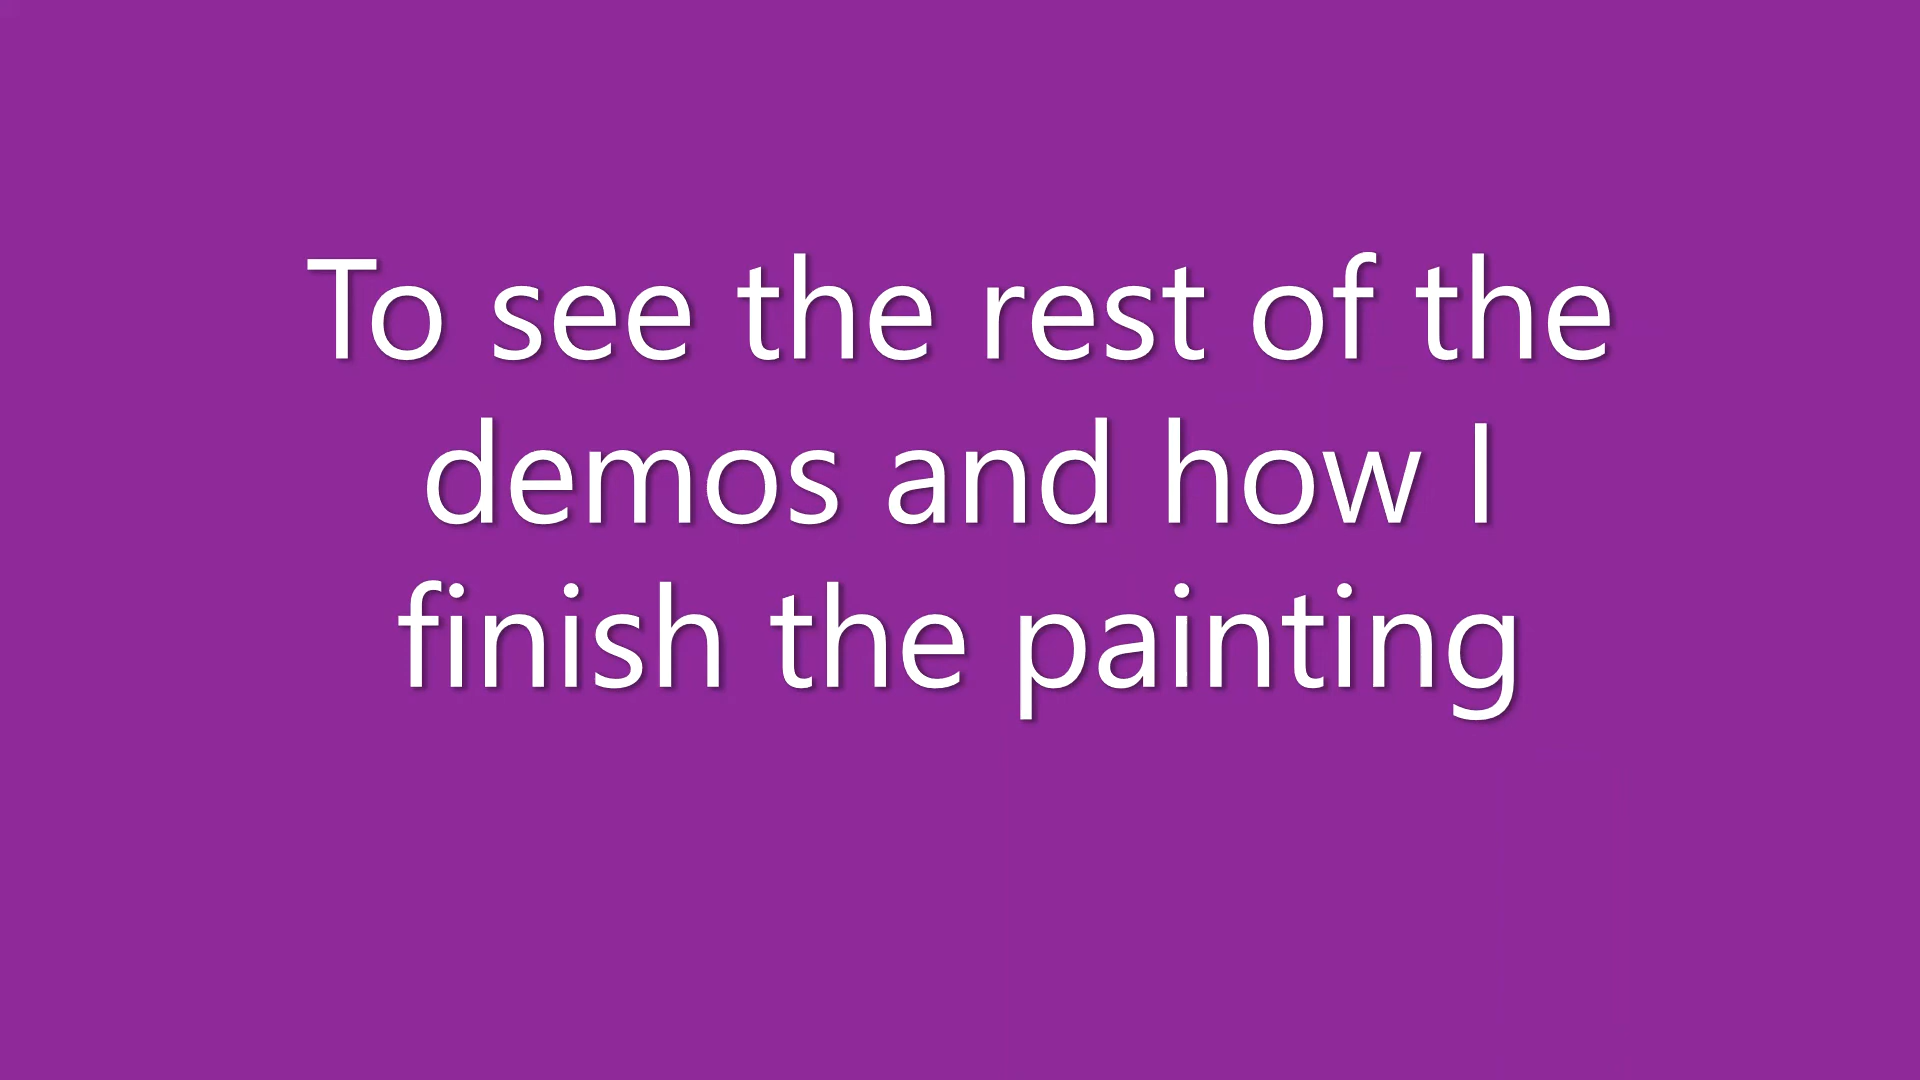 To see the rest of the
demos and how I
finish the painting